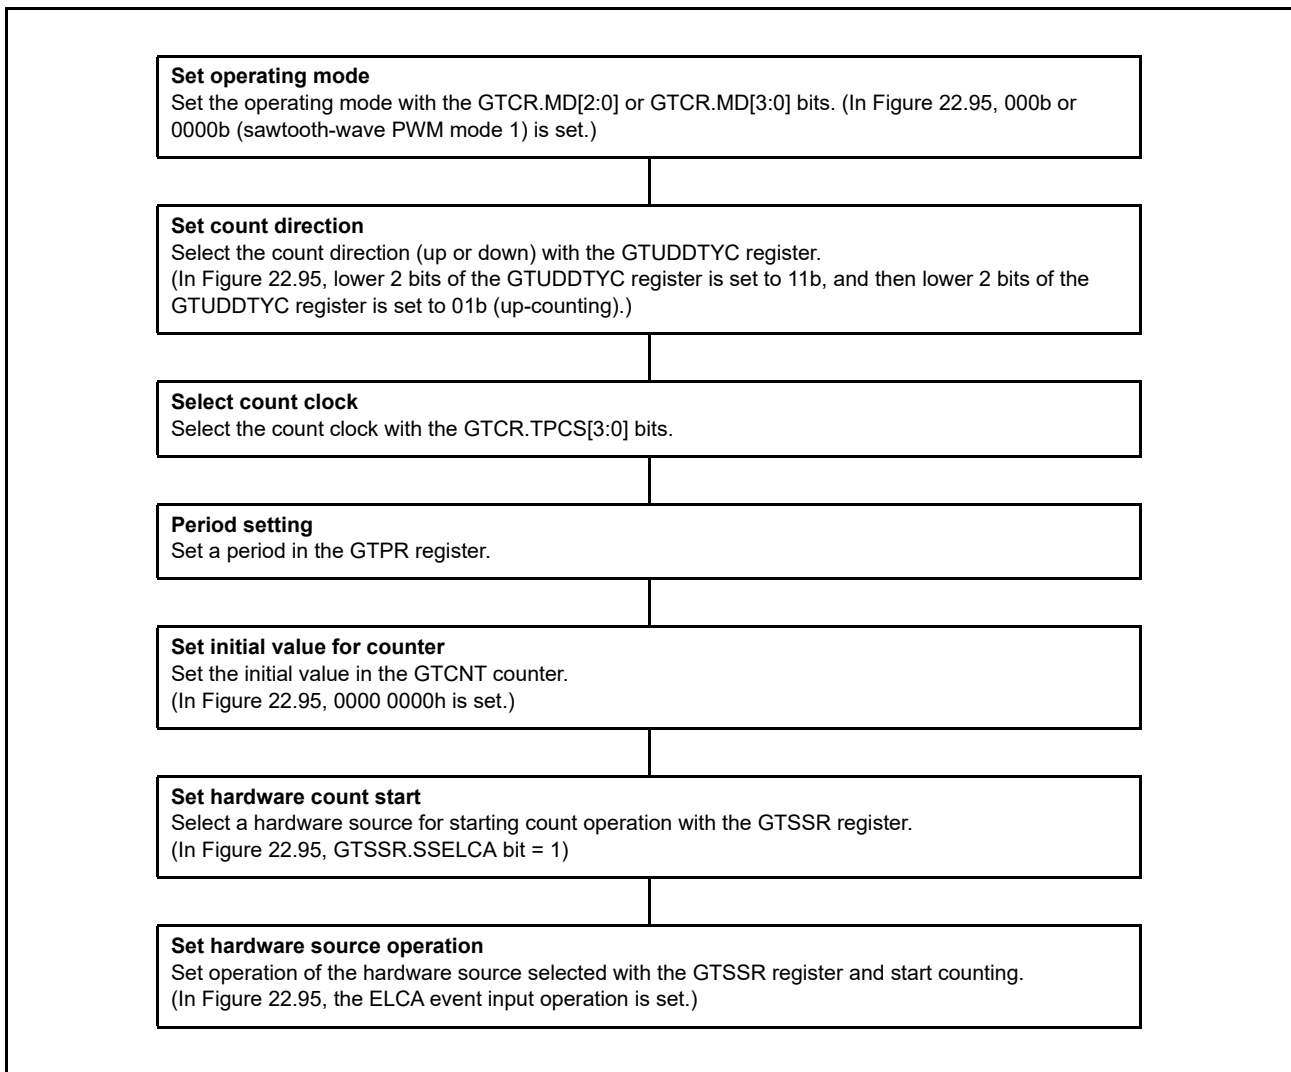 Set operating mode
Set the operating mode with the GTCR.MD[2:0] or GTCR.MD[3:0] bits. (In Figure 22.95, 000b or
0000b (sawtooth-wave PWM mode 1) is set.)
Set count direction
Select the count direction (up or down) with the GTUDDTYC register.
(In Figure 22.95, lower 2 bits of the GTUDDTYC register is set to 11b, and then lower 2 bits of the
GTUDDTYC register is set to 01b (up-counting).)
Select count clock
Select the count clock with the GTCR.TPCS[3:0] bits.
Period setting
Set a period in the GTPR register.
Set initial value for counter
Set the initial value in the GTCNT counter.
(In Figure 22.95, 0000 0000h is set.)
Set hardware count start
Select a hardware source for starting count operation with the GTSSR register.
(In Figure 22.95, GTSSR.SSELCA bit = 1)
Set hardware source operation
Set operation of the hardware source selected with the GTSSR register and start counting.
(In Figure 22.95, the ELCA event input operation is set.)